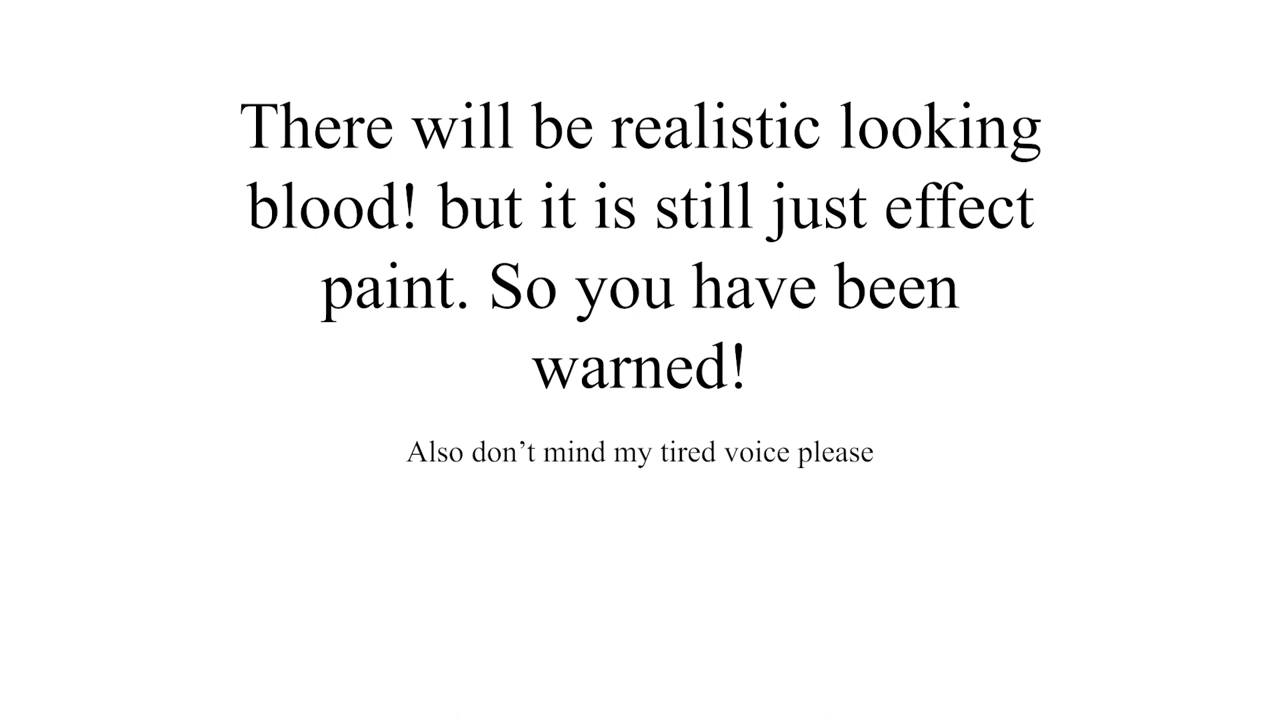 There will be realistic looking
blood! but it is still just effect
paint. So you have been
warned!
Also don’t mind my tired voice please